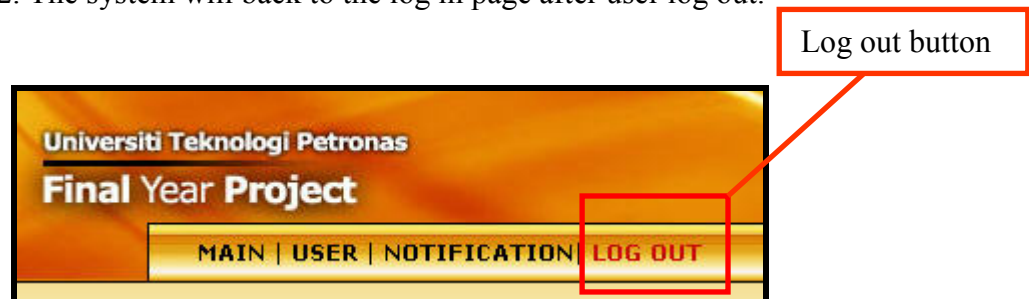 2. The system will back to the log in page after user log out.
Log out button
Universiti Teknologi Petronas
Final Year Project
MAIN | USER | NOTIFICATION| LOG OUT